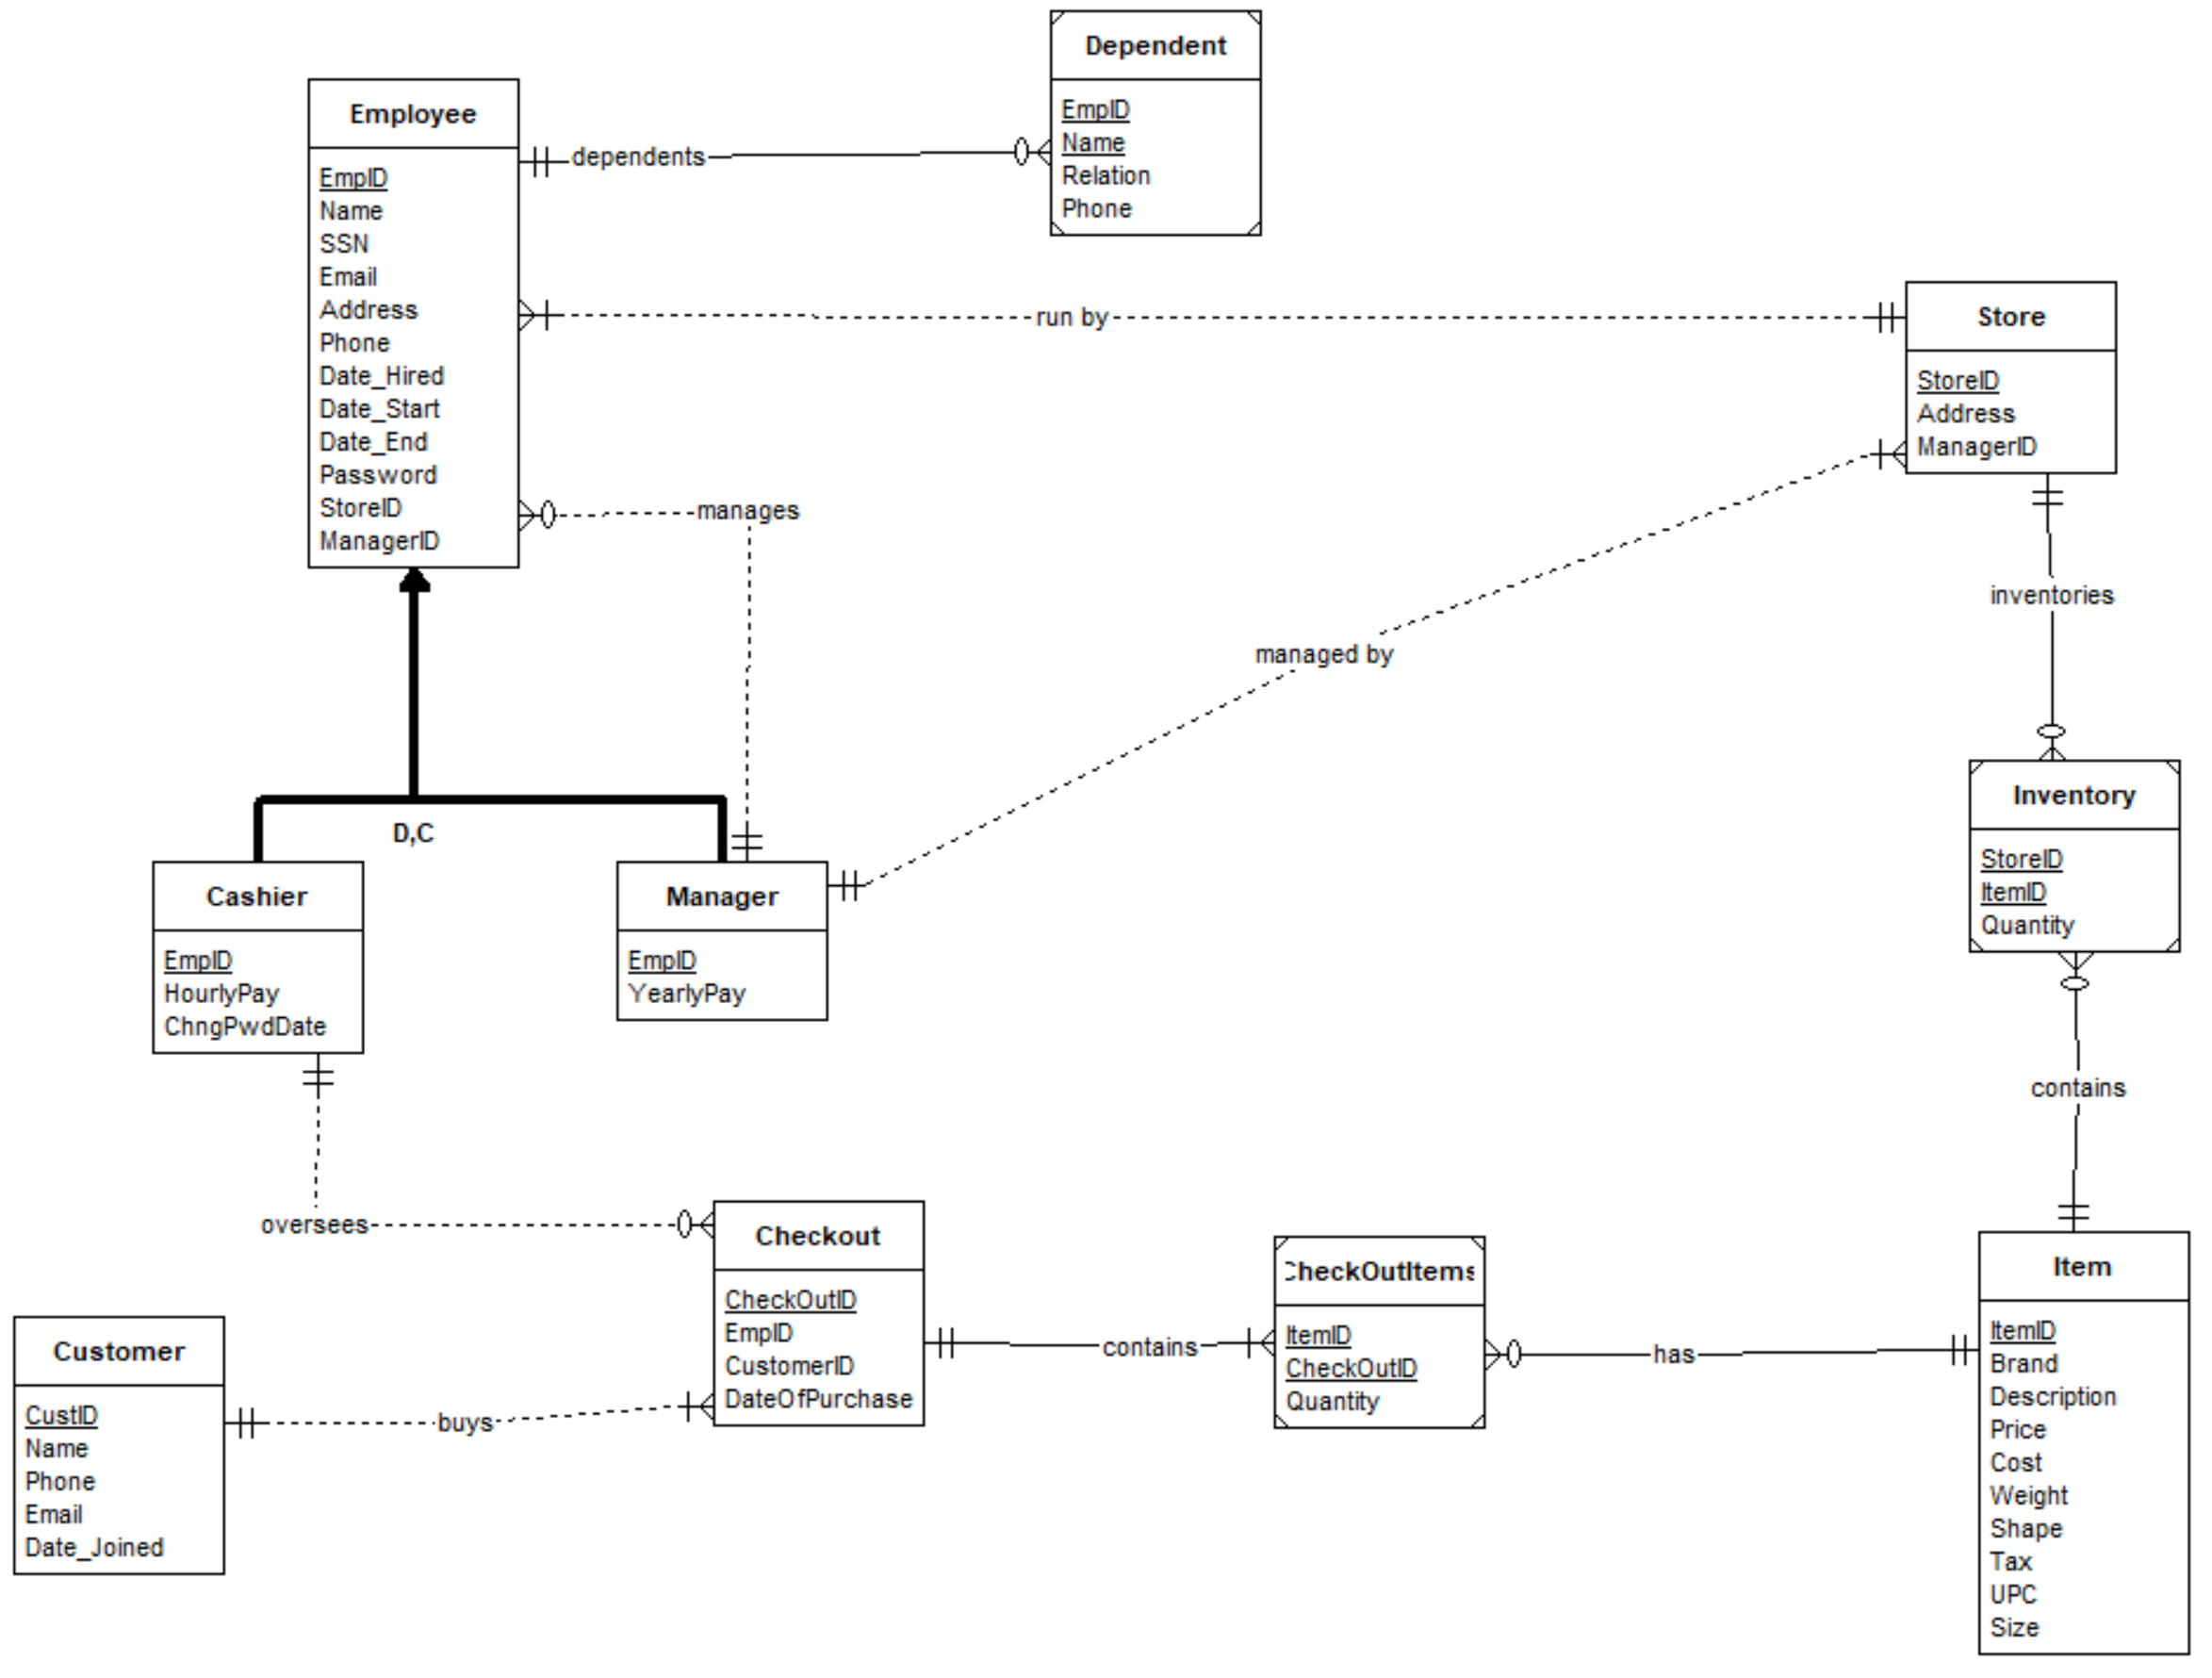 Dependent
EmpID
Name
Relation
Phone
Employee
EmpID
Name
SSN
Email
Address
Phone
Date_Hired
Date_Start
Date_End
Password
StoreID
ManagerID
dependents
run by
Store
StoreID
Address
ManagerID
manages
managed by
inventories
D,C
Cashier
EmpID
HourlyPay
ChngPwdDate
Manager
EmpID
YearlyPay
Inventory
StoreID
ItemID
Quantity
contains
oversees
Checkout
CheckOutID
EmpID
CustomerID
DateOfPurchase
Customer
CustID
Name
Phone
Email
Date_Joined
buys
contains
CheckOutItems
ItemID
CheckOutID
Quantity
has
Item
ItemID
Brand
Description
Price
Cost
Weight
Shape
Tax
UPC
Size